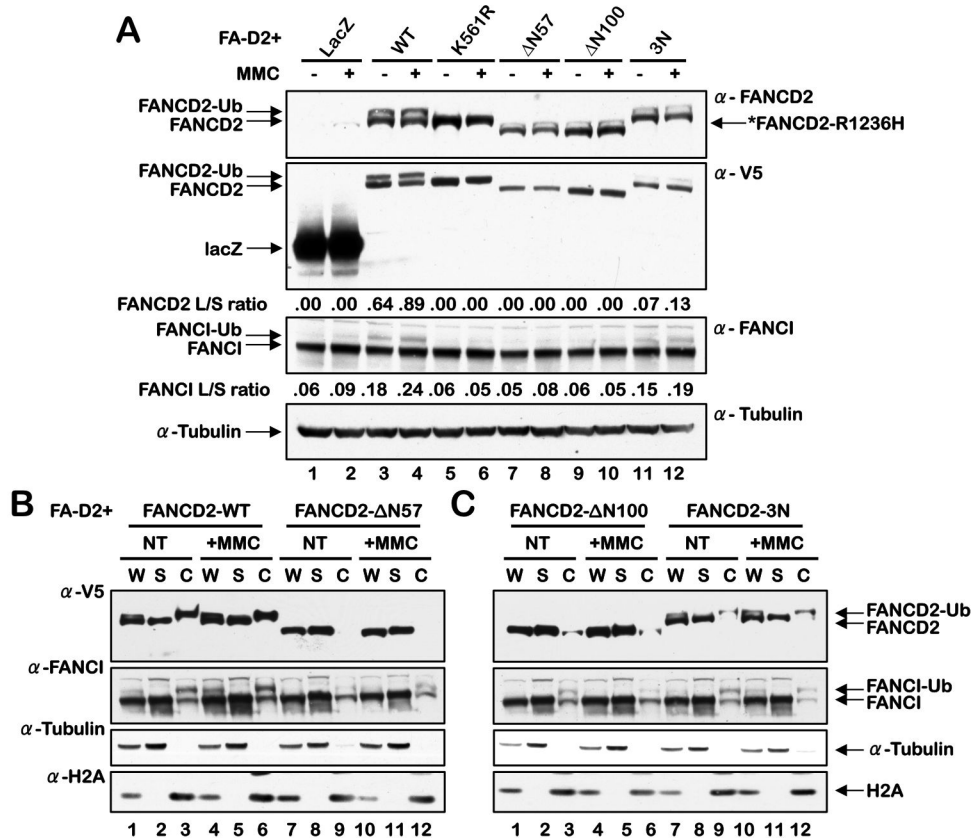 A
FA-D2+ LacZ WT K561R ΔN57 ΔN100 3N
MMC - + - + - + - + - + - +
FANCD2-Ub α- FANCD2
FANCD2 *FANCD2-R1236H
FANCD2-Ub α- V5
FANCD2
lacZ
FANCD2 L/S ratio .00 .00 .64 .89 .00 .00 .00 .00 .00 .00 .07 .13
FANCI-Ub α- FANCI
FANCI
FANCI L/S ratio .06 .09 .18 .24 .06 .05 .05 .08 .06 .05 .15 .19
α-Tubulin α- Tubulin
1 2 3 4 5 6 7 8 9 10 11 12
B FA-D2+ FANCD2-WT FANCD2-ΔN57
NT +MMC NT +MMC
W S C W S C W S C W S C
α-V5
α-FANCI
α-Tubulin
α-H2A
1 2 3 4 5 6 7 8 9 10 11 12
C FANCD2-ΔN100 FANCD2-3N
NT +MMC NT +MMC
W S C W S C W S C W S C
FANCD2-Ub
FANCD2
FANCI-Ub
FANCI
α-Tubulin
H2A
1 2 3 4 5 6 7 8 9 10 11 12